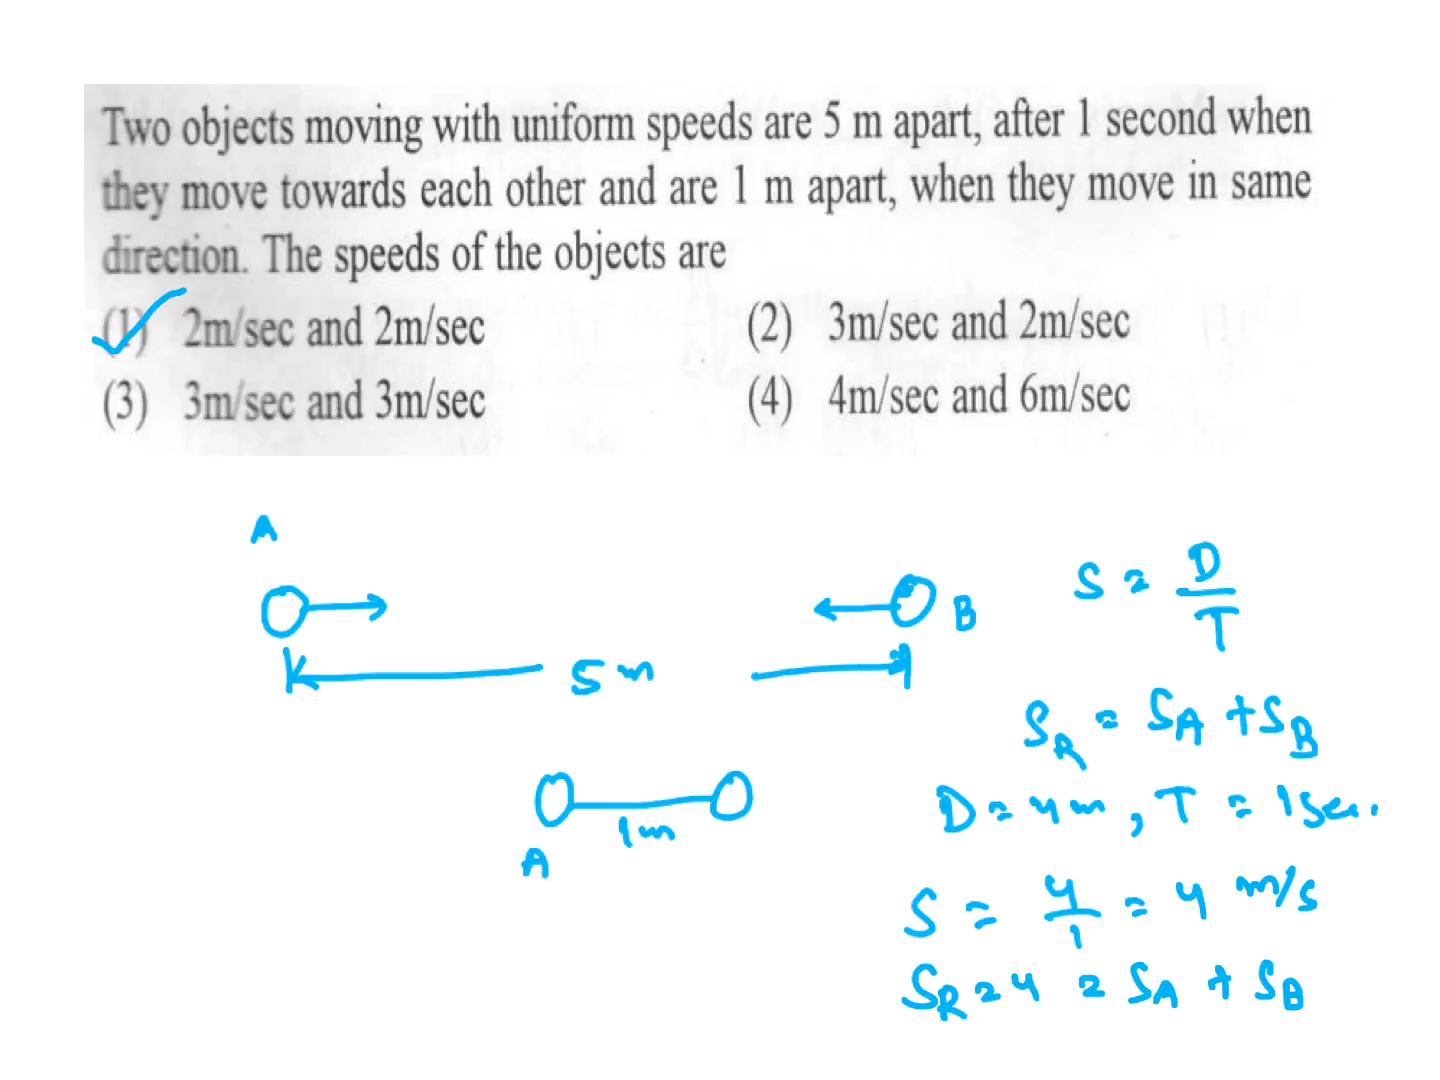 Two objects moving with uniform speeds are 5 m apart, after 1 second when
they move towards each other and are 1 m apart, when they move in same
direction. The speeds of the objects are
(1) 2m/sec and 2m/sec (2) 3m/sec and 2m/sec
(3) 3m/sec and 3m/sec (4) 4m/sec and 6m/sec
A
B
5 m
S = D/T
S_R = S_A + S_B
1m
A
D = 4m, T = 1 Sec.
S = 4/1 = 4 m/s
S_R = 4 = S_A + S_B